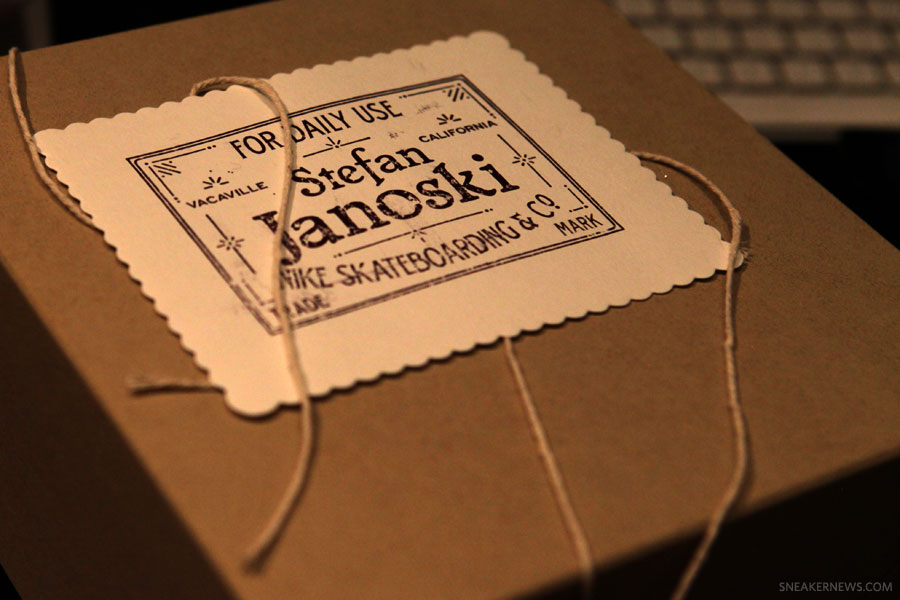 FOR DAILY USE
VACAVILLE
CALIFORNIA
Stefan
Janoski
NIKE SKATEBOARDING & Co
TRADE
MARK
SNEAKERNEWS.COM